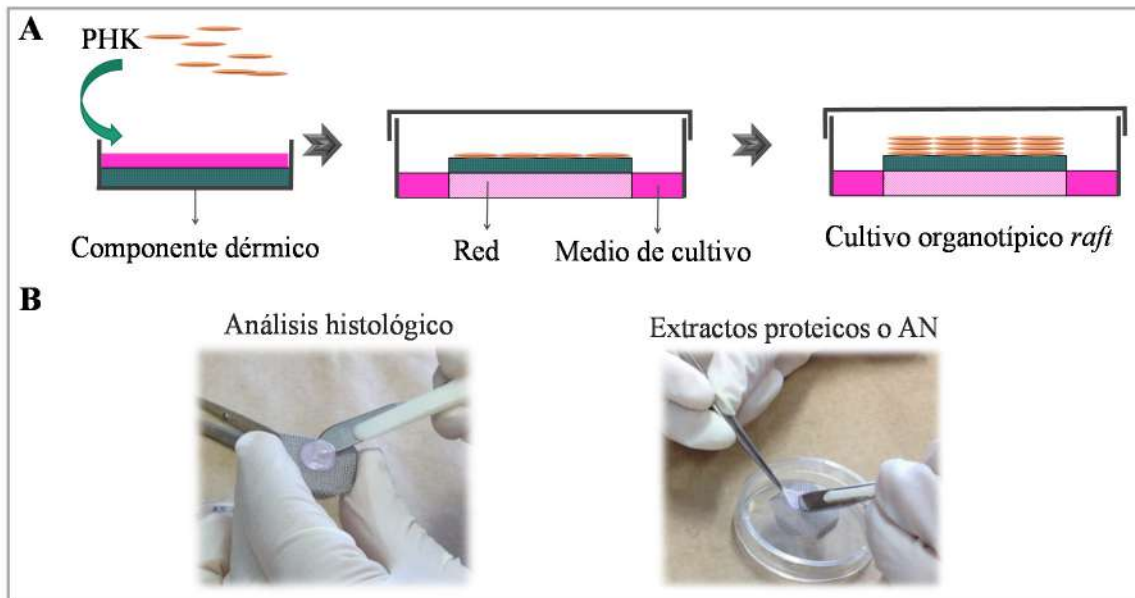 A
PHK
Componente dérmico
Red
Medio de cultivo
Cultivo organotípico raft
B
Análisis histológico
Extractos proteicos o AN